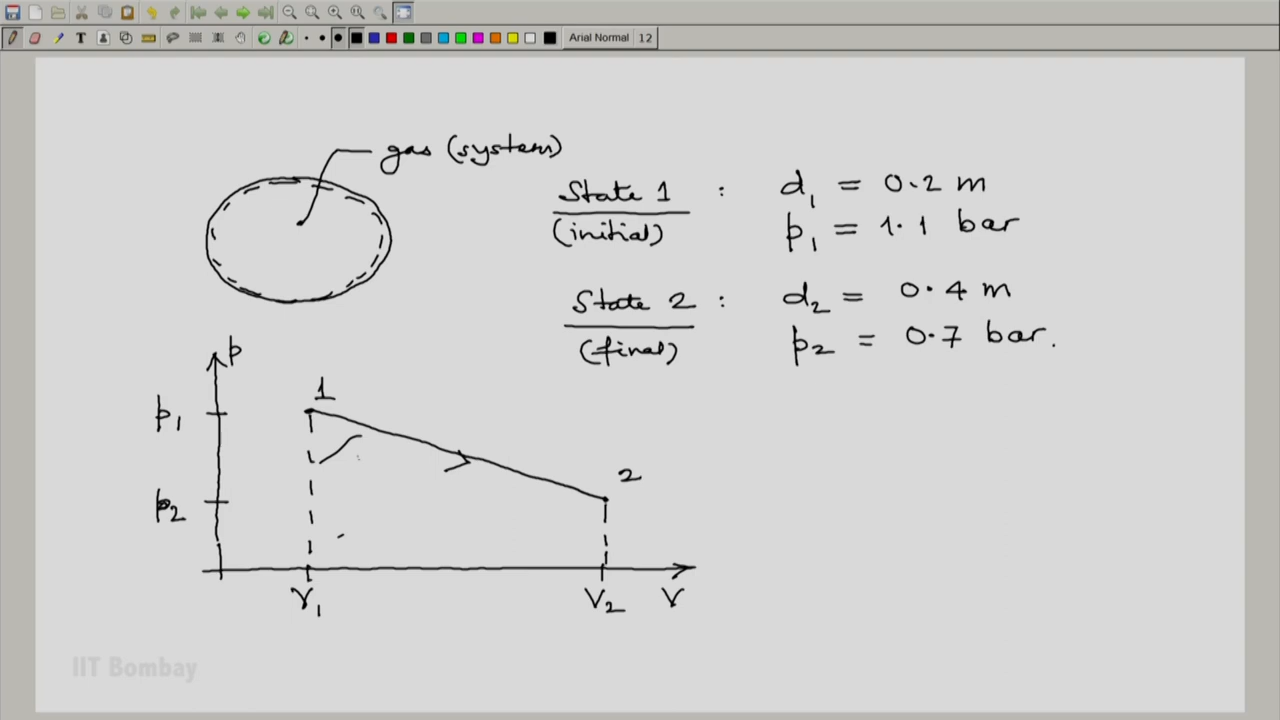 Arial Normal 12
gas (system)
State 1 : d₁ = 0.2 m
(initial) p₁ = 1.1 bar
State 2 : d₂ = 0.4 m
(final) p₂ = 0.7 bar.
p
1
p₁
2
p₂
V₁ V₂ V
IIT Bombay